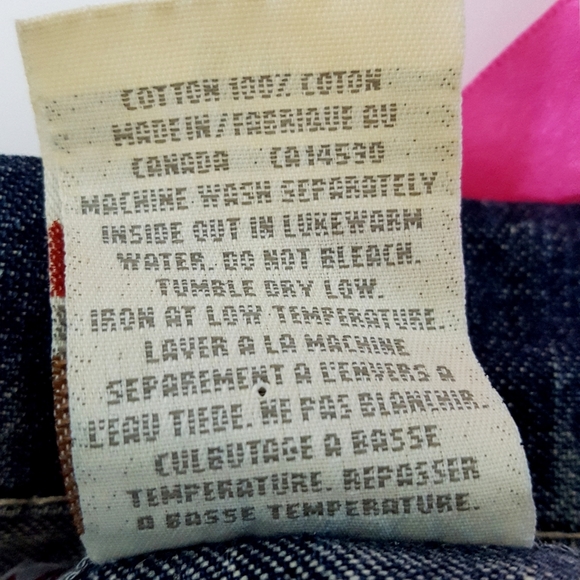 COTTON 100% COTON
MADE IN / FABRIQUE AU
CANADA CA14590
MACHINE WASH SEPARATELY
INSIDE OUT IN LUKEWARM
WATER. DO NOT BLEACH.
TUMBLE DRY LOW.
IRON AT LOW TEMPERATURE.
LAVER A LA MACHINE
SEPAREMENT A L'ENVERS A
L'EAU TIEDE. NE PAS BLANCHIR.
CULBUTAGE A BASSE
TEMPERATURE. REPASSER
A BASSE TEMPERATURE.